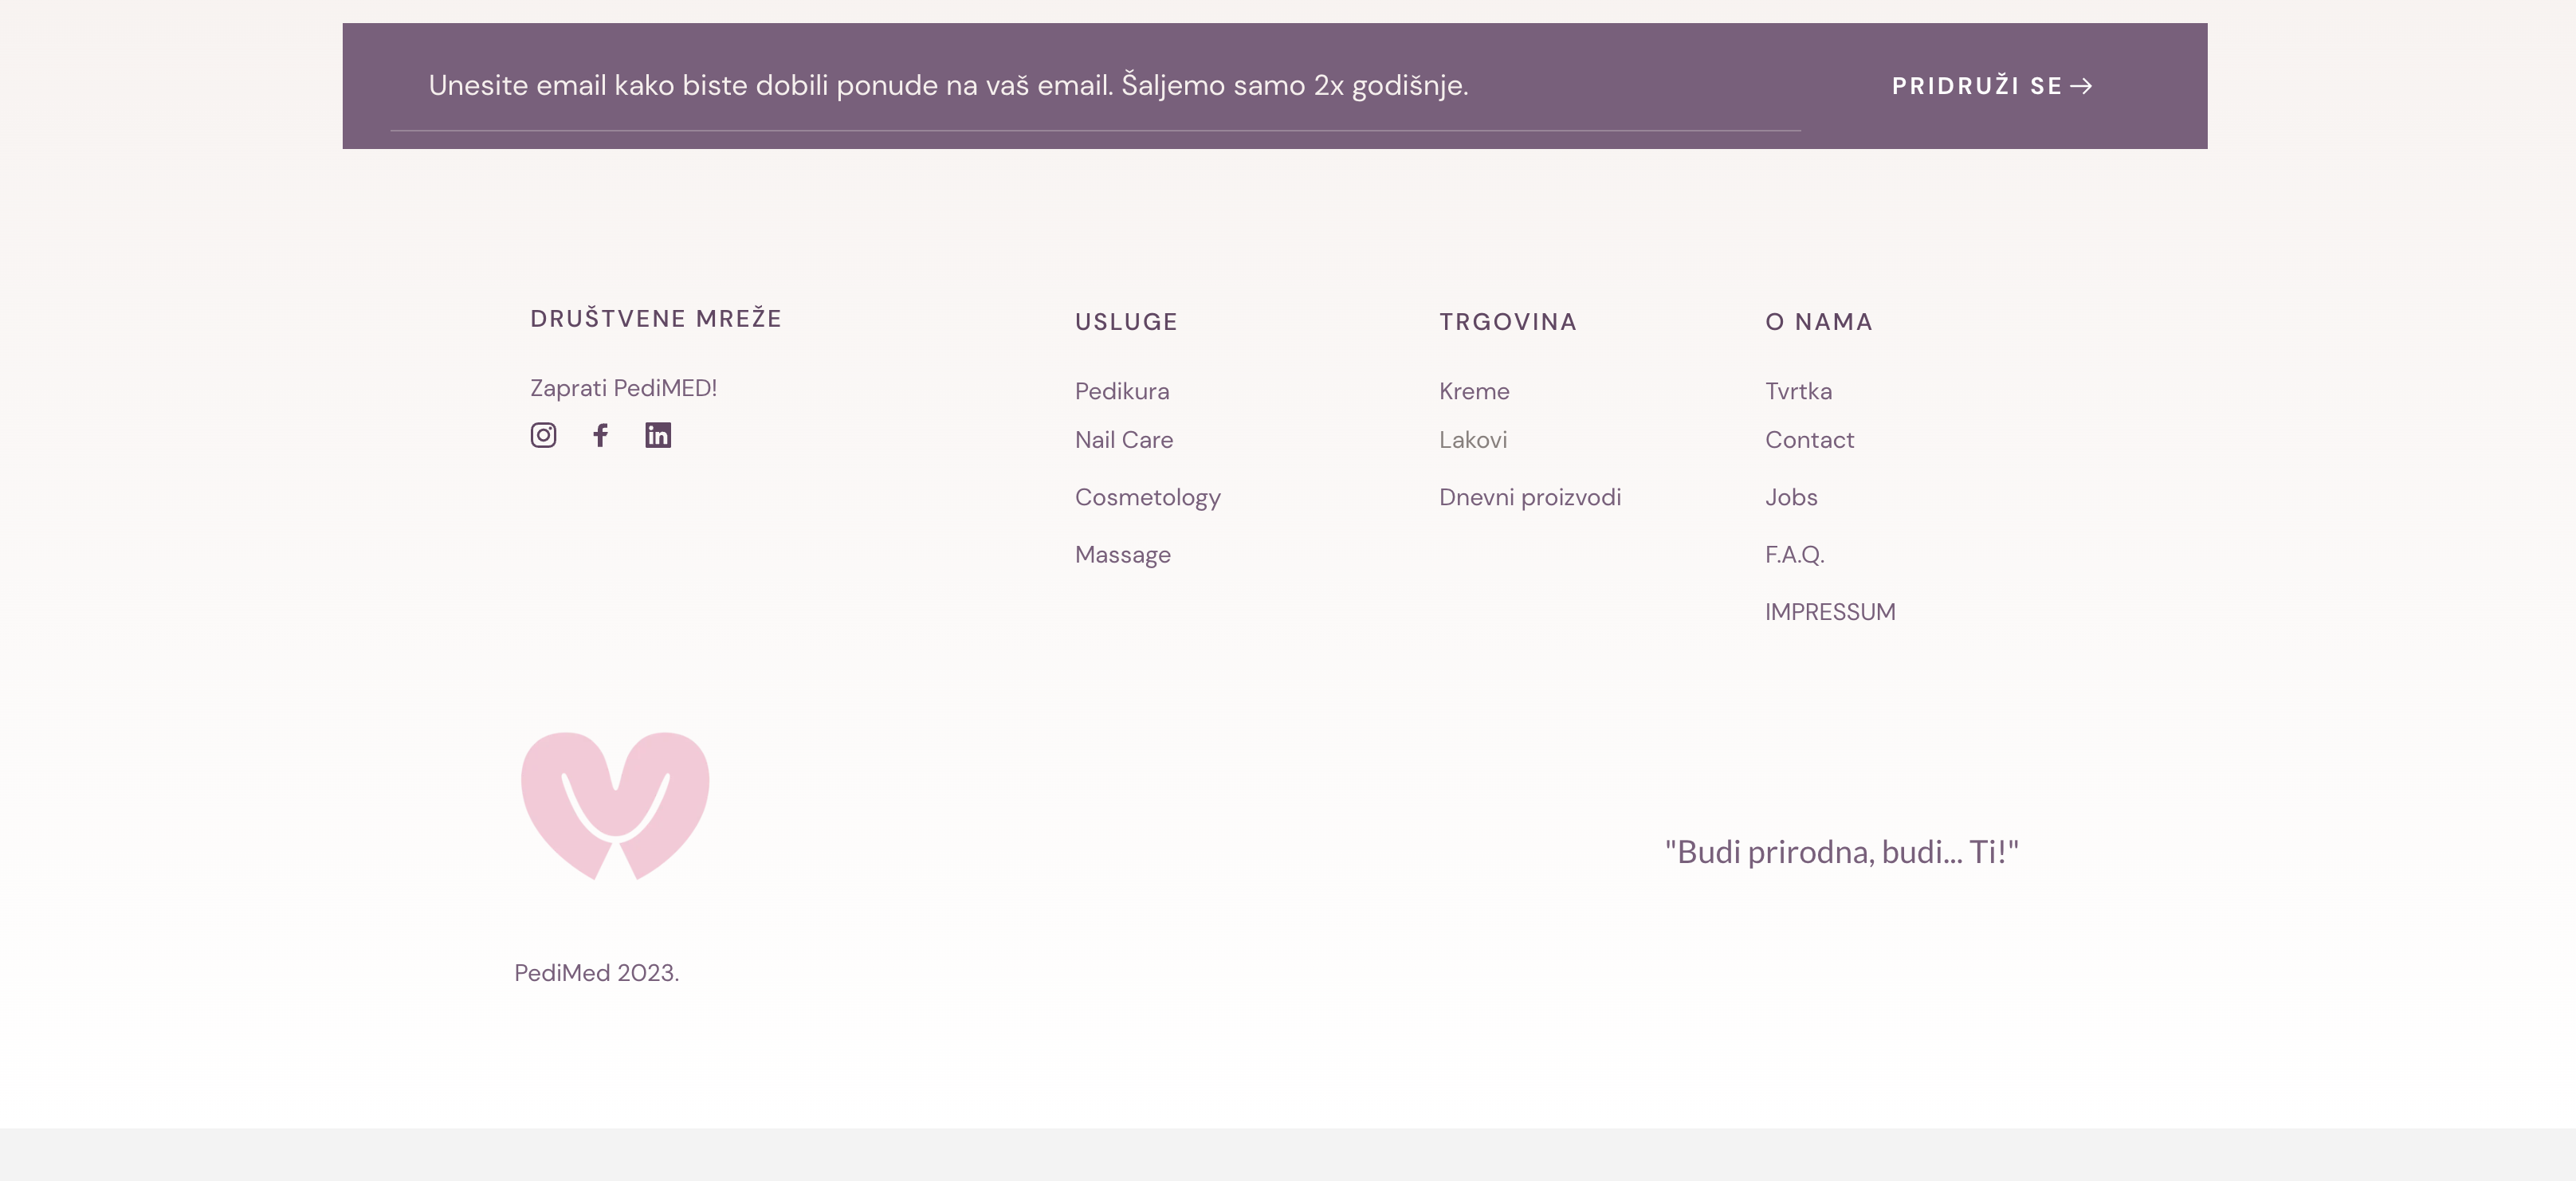 Unesite email kako biste dobili ponude na vaš email. Šaljemo samo 2x godišnje.
PRIDRUŽI SE
DRUŠTVENE MREŽE
Zaprati PediMED!
USLUGE
Pedikura
Nail Care
Cosmetology
Massage
TRGOVINA
Kreme
Lakovi
Dnevni proizvodi
O NAMA
Tvrtka
Contact
Jobs
F.A.Q.
IMPRESSUM
"Budi prirodna, budi... Ti!"
PediMed 2023.